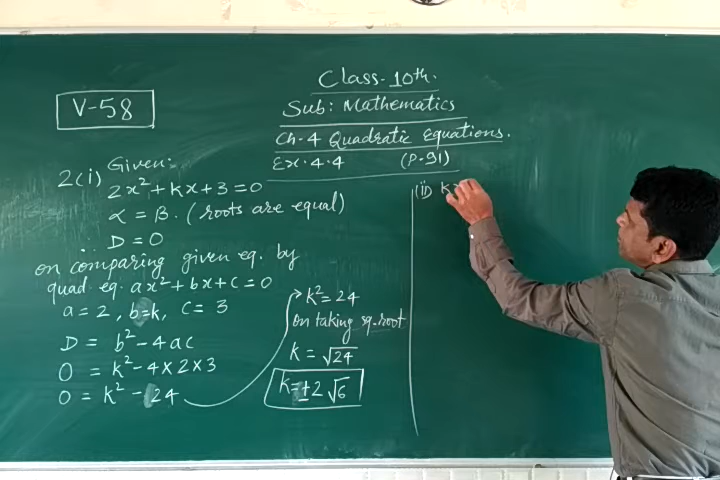 Class-10th.
V-58
Sub: Mathematics
Ch-4 Quadratic Equations.
Ex.4.4 (P-91)
2(i) Given:-
2x²+kx+3=0
α = β. (roots are equal)
∴ D = 0
on comparing given eq. by
quad. eq. ax²+bx+c=0
a = 2, b=k, c = 3
D = b² - 4ac
0 = k² - 4×2×3
0 = k² - 24
k² = 24
On taking sq. root
k = √24
k = ±2√6
(ii) k